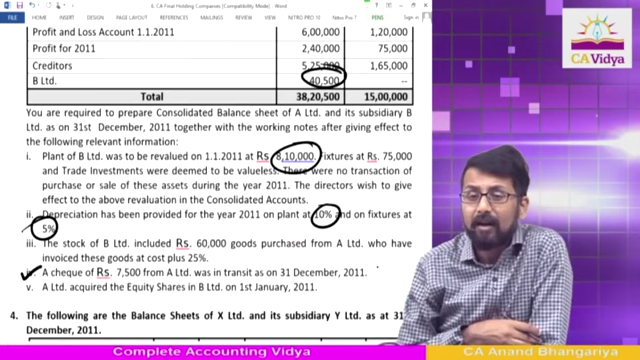 6. CA Final Holding Companies (Mobile) - Word
FILE HOME INSERT DESIGN PAGE LAYOUT REFERENCES MAILINGS REVIEW VIEW NITRO PRO 10 Nitro Pro 7 PENS Sign in
Profit and Loss Account 1.1.2011 6,00,000 1,20,000
Profit for 2011 2,40,000 75,000
Creditors 5,25,000 1,65,000
B Ltd. 40,500 --
Total 38,20,500 15,00,000
You are required to prepare Consolidated Balance sheet of A Ltd. and its subsidiary B
Ltd. as on 31st December, 2011 together with the working notes after giving effect to
the following relevant information:
i. Plant of B Ltd. was to be revalued on 1.1.2011 at Rs. 8,10,000. Fixtures at Rs. 75,000
and Trade Investments were deemed to be valueless. There were no transaction of
purchase or sale of these assets during the year 2011. The directors wish to give
effect to the above revaluation in the Consolidated Accounts.
ii. Depreciation has been provided for the year 2011 on plant at 10% and on fixtures at
5%
iii. The stock of B Ltd. included Rs. 60,000 goods purchased from A Ltd. who have
invoiced these goods at cost plus 25%.
iv. A cheque of Rs. 7,500 from A Ltd. was in transit as on 31 December, 2011.
v. A Ltd. acquired the Equity Shares in B Ltd. on 1st January, 2011.
4. The following are the Balance Sheets of X Ltd. and its subsidiary Y Ltd. as at 31
December, 2011.
CA Vidya
Complete Accounting Vidya
CA Anand Bhangariya